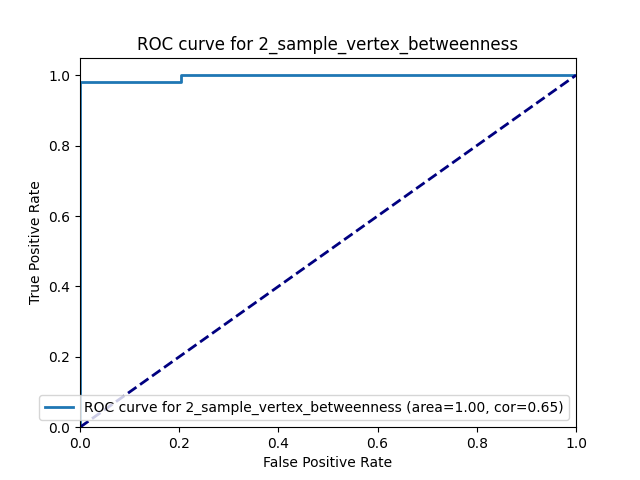 ROC curve for 2_sample_vertex_betweenness
1.0
0.8
0.6
0.4
0.2
0.0
True Positive Rate
ROC curve for 2_sample_vertex_betweenness (area=1.00, cor=0.65)
0.0 0.2 0.4 0.6 0.8 1.0
False Positive Rate